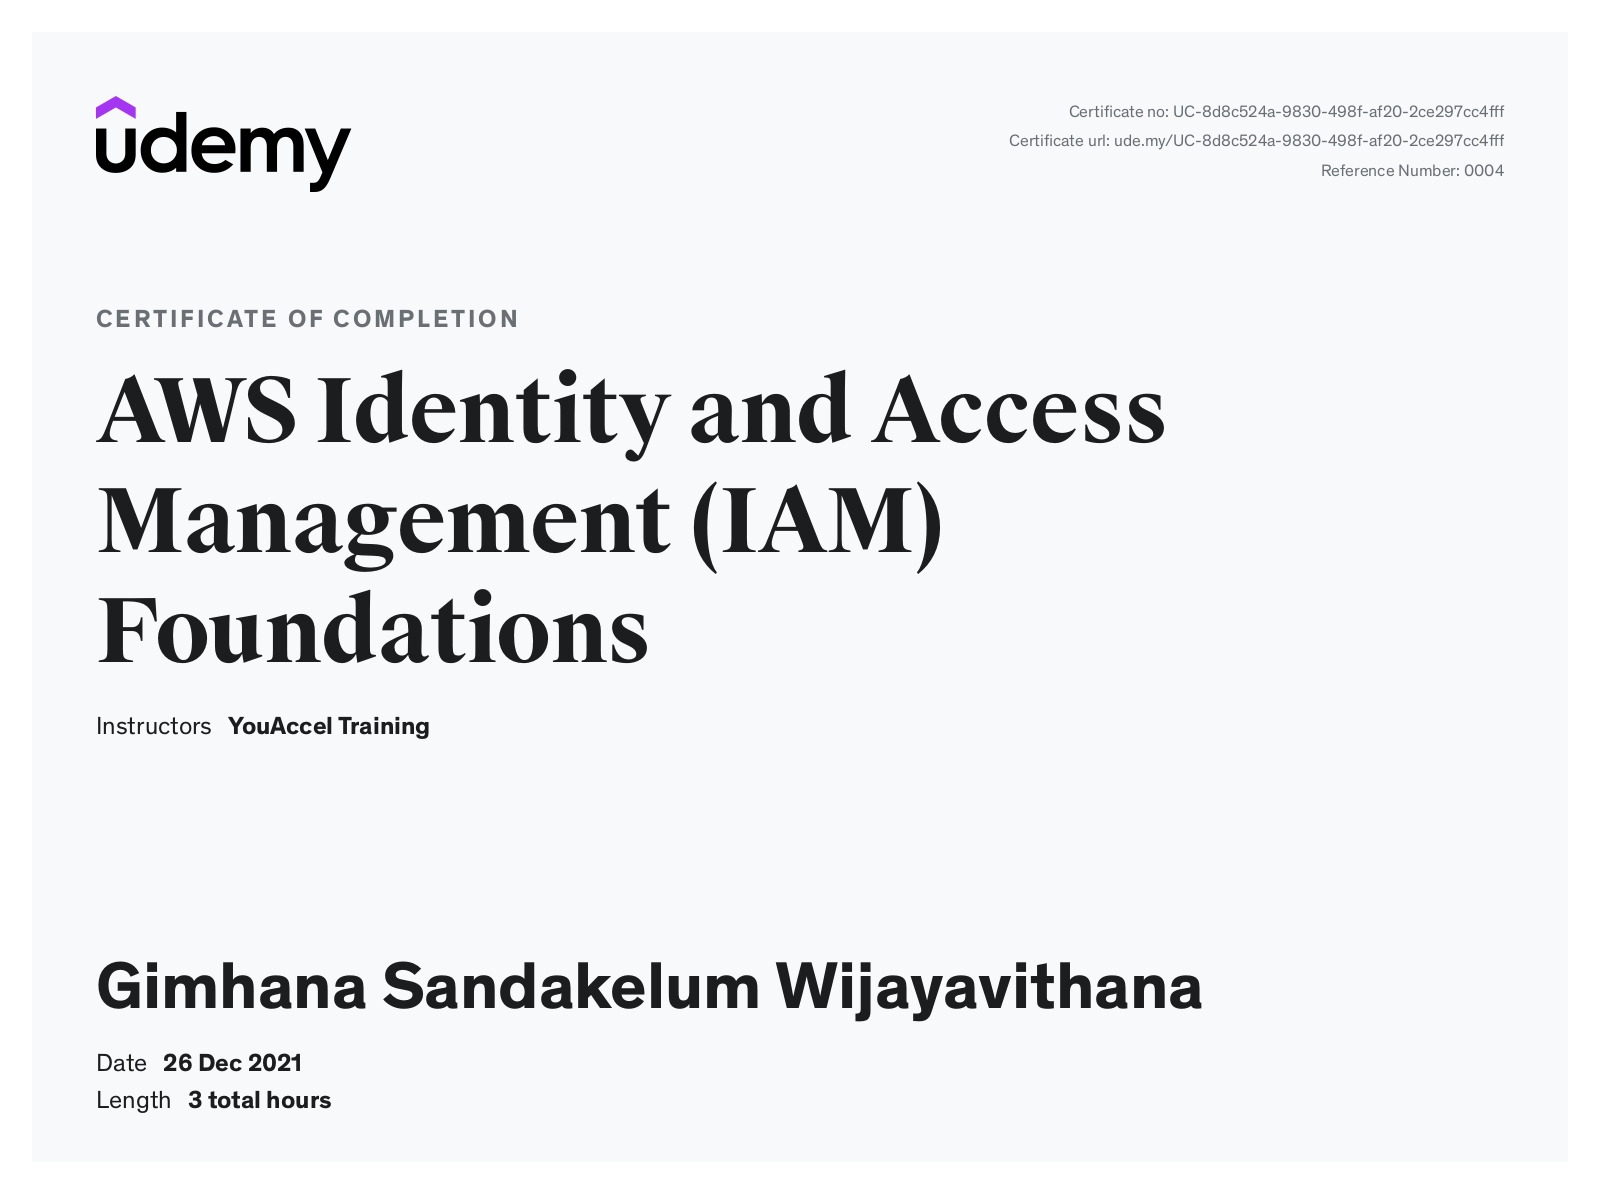 udemy
Certificate no: UC-8d8c524a-9830-498f-af20-2ce297cc4fff
Certificate url: ude.my/UC-8d8c524a-9830-498f-af20-2ce297cc4fff
Reference Number: 0004
CERTIFICATE OF COMPLETION
AWS Identity and Access
Management (IAM)
Foundations
Instructors YouAccel Training
Gimhana Sandakelum Wijayavithana
Date 26 Dec 2021
Length 3 total hours